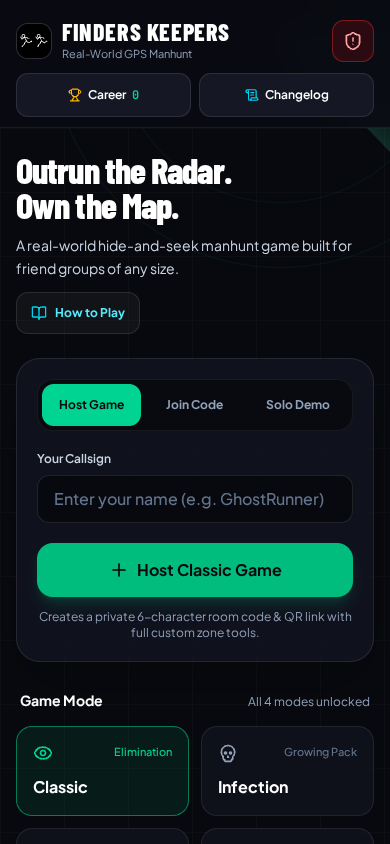 FINDERS KEEPERS
Real-World GPS Manhunt
Career 0
Changelog
Outrun the Radar.
Own the Map.
A real-world hide-and-seek manhunt game built for
friend groups of any size.
How to Play
Host Game
Join Code
Solo Demo
Your Callsign
Enter your name (e.g. GhostRunner)
Host Classic Game
Creates a private 6-character room code & QR link with
full custom zone tools.
Game Mode
All 4 modes unlocked
Elimination
Classic
Growing Pack
Infection